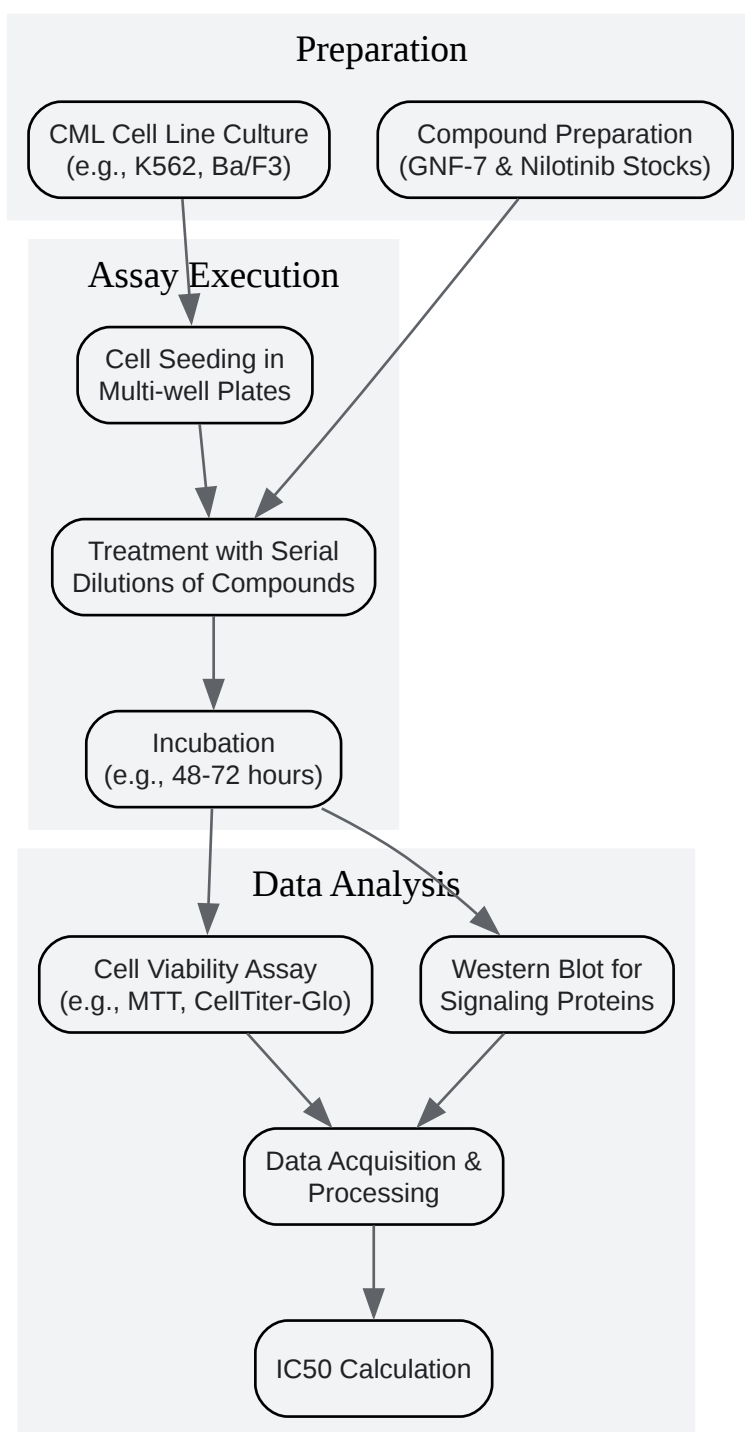 Preparation
CML Cell Line Culture
(e.g., K562, Ba/F3)
Compound Preparation
(GNF-7 & Nilotinib Stocks)
Assay Execution
Cell Seeding in
Multi-well Plates
Treatment with Serial
Dilutions of Compounds
Incubation
(e.g., 48-72 hours)
Data Analysis
Cell Viability Assay
(e.g., MTT, CellTiter-Glo)
Western Blot for
Signaling Proteins
Data Acquisition &
Processing
IC50 Calculation